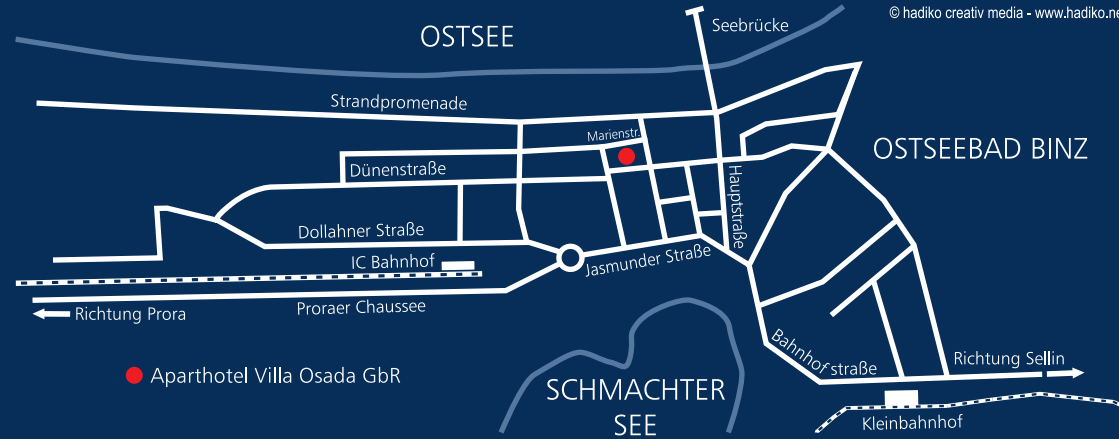 © hadiko creativ media - www.hadiko.ne
Seebrücke
OSTSEE
Strandpromenade
Marienstr.
OSTSEEBAD BINZ
Dünenstraße
Hauptstraße
Dollahner Straße
IC Bahnhof
Jasmunder Straße
Proraer Chaussee
Richtung Prora
Bahnhofstraße
Richtung Sellin
Aparthotel Villa Osada GbR
SCHMACHTER
SEE
Kleinbahnhof